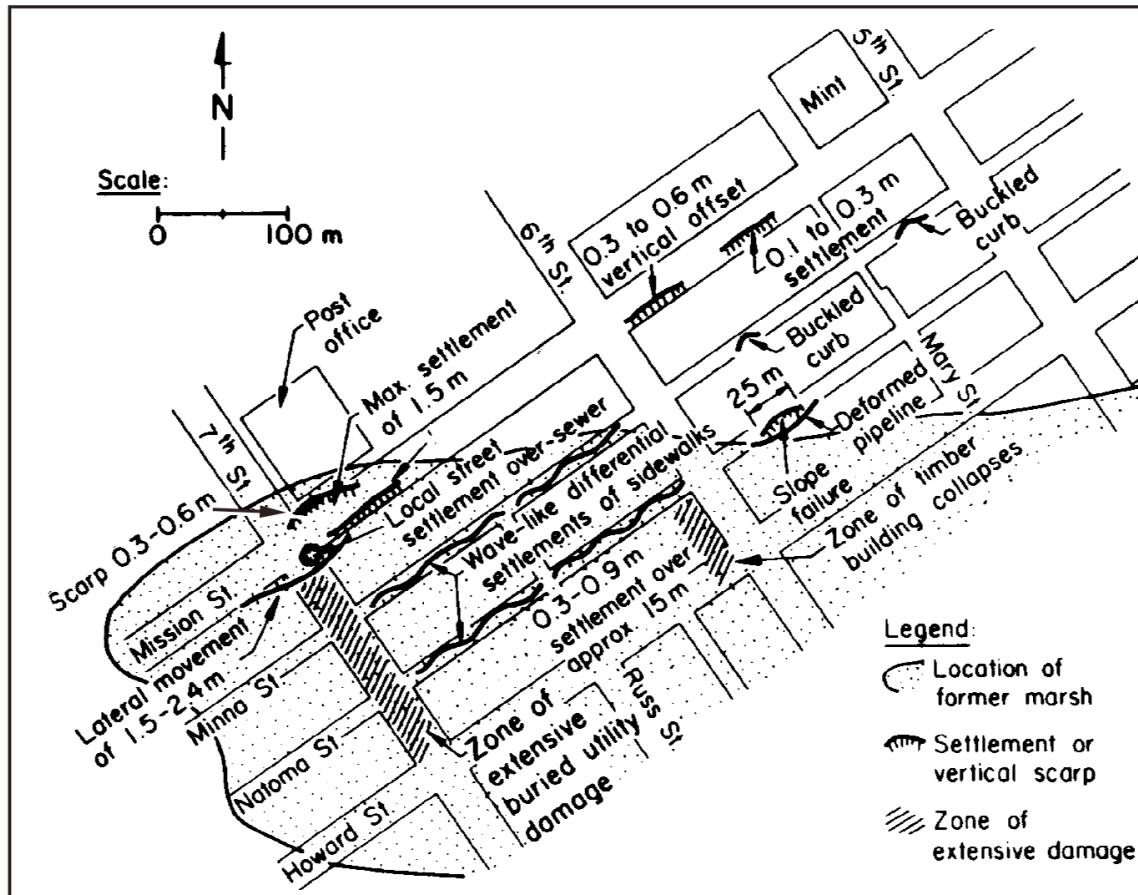 N
Scale:
0 100 m
5th St.
Mint
6th St.
0.3 to 0.6 m
vertical offset
0.1 to 0.3 m
settlement
Buckled
curb
Buckled
curb
Post
office
Max. settlement
of 1.5 m
7th St.
25 m
Mary St.
Deformed
pipeline
Slope
failure
Zone of timber
building collapses
Local street
settlement over sewer
Wave-like differential
settlements of sidewalks
Scarp 0.3-0.6 m
0.3-0.9 m
settlement over
approx 15 m
Mission St.
Lateral movement
of 1.5-2.4 m
Minna St.
Natoma St.
Howard St.
Zone of
extensive
buried utility
damage
Russ St.
Legend:
Location of
former marsh
Settlement or
vertical scarp
Zone of
extensive damage